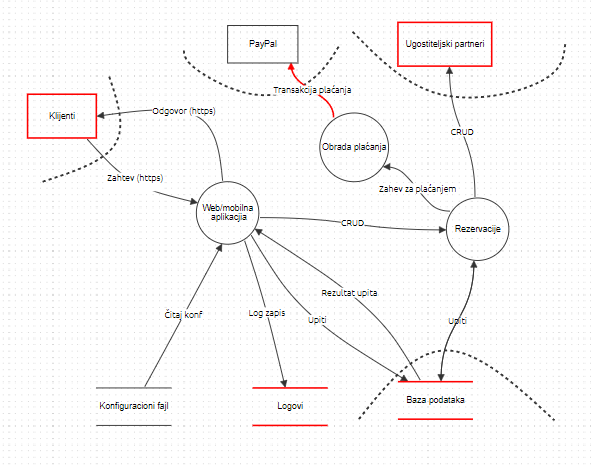 PayPal
Ugostiteljski partneri
Transakcija plaćanja
Klijenti
Odgovor (https)
CRUD
Obrada plaćanja
Zahtev (https)
Zahev za plaćanjem
Web/mobilna
aplikacjia
CRUD
Rezervacije
Rezultat upita
Čitaj konf
Log zapis
Upiti
Upiti
Konfiguracioni fajl
Logovi
Baza podataka